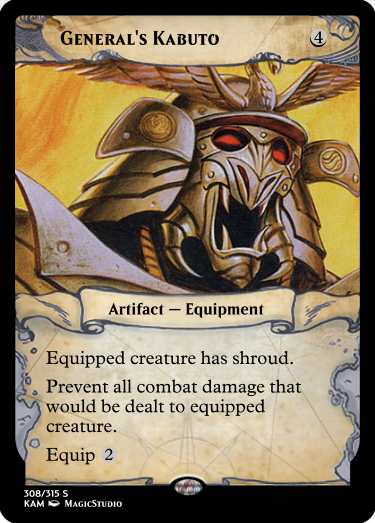 General's Kabuto 4
Artifact — Equipment
Equipped creature has shroud.
Prevent all combat damage that
would be dealt to equipped
creature.
Equip 2
308/315 S
KAM MagicStudio